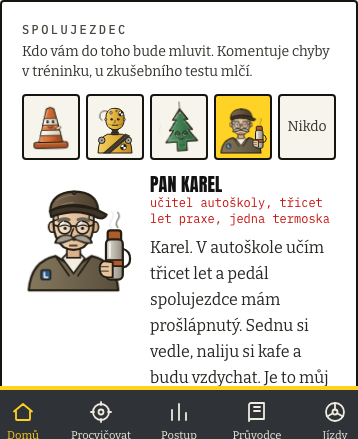 SPOLUJEZDEC
Kdo vám do toho bude mluvit. Komentuje chyby
v tréninku, u zkušebního testu mlčí.
Nikdo
PAN KAREL
učitel autoškoly, třicet
let praxe, jedna termoska
Karel. V autoškole učím
třicet let a pedál
spolujezdce mám
prošlápnutý. Sednu si
vedle, naliju si kafe a
budu vzdychat. Je to můj
L
Domů
Procvičovat
Postup
Průvodce
Jízdy